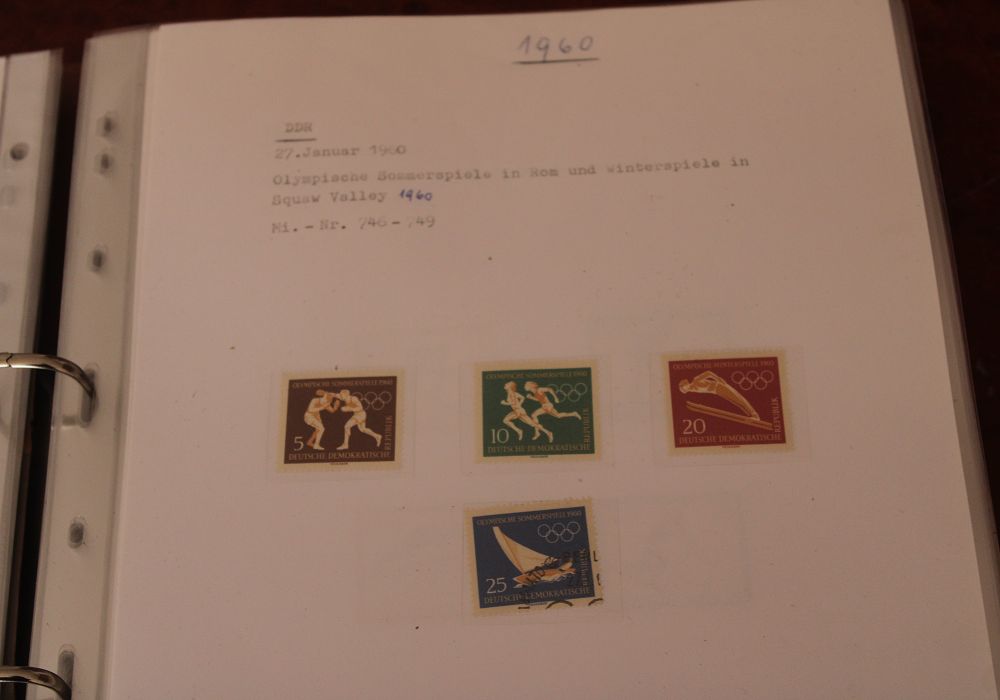 1960
DDR
27.Januar 1960
Olympische Sommerspiele in Rom und Winterspiele in
Squaw Valley 1960
Mi.-Nr. 746-749
OLYMPISCHE SOMMERSPIELE 1960
5
DEUTSCHE DEMOKRATISCHE
REPUBLIK
OLYMPISCHE SOMMERSPIELE 1960
10
DEUTSCHE DEMOKRATISCHE
REPUBLIK
OLYMPISCHE WINTERSPIELE 1960
20
DEUTSCHE DEMOKRATISCHE
REPUBLIK
OLYMPISCHE SOMMERSPIELE 1960
25
DEUTSCHE DEMOKRATISCHE
REPUBLIK